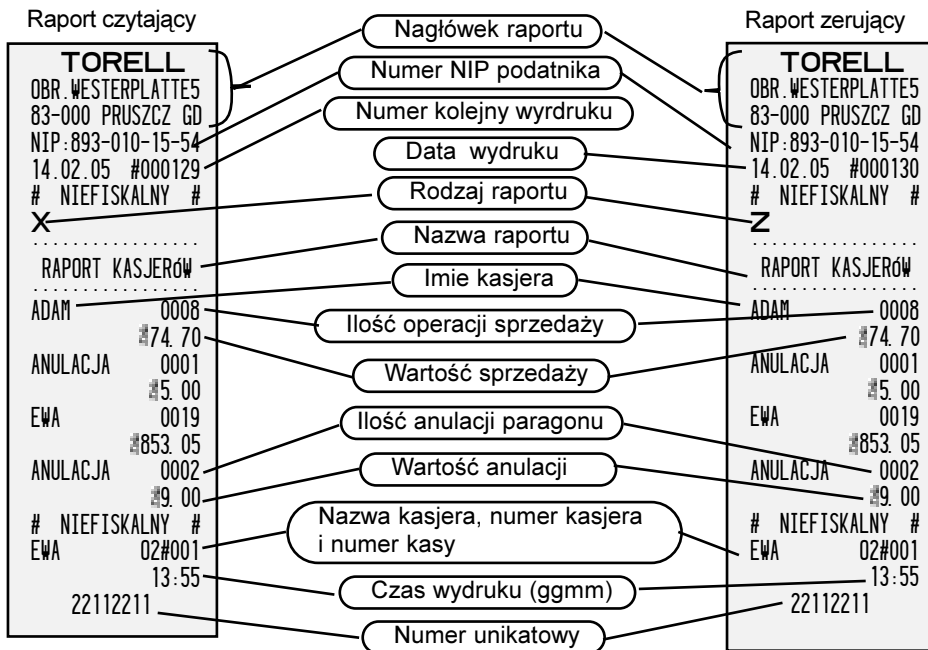 Raport czytający
TORELL
OBR.WESTERPLATTE5
83-000 PRUSZCZ GD
NIP:893-010-15-54
14.02.05 #000129
# NIEFISKALNY #
X
.................
RAPORT KASJERóW
.................
ADAM 0008
74.70
ANULACJA 0001
5.00
EWA 0019
853.05
ANULACJA 0002
9.00
# NIEFISKALNY #
EWA 02#001
13:55
22112211
Nagłówek raportu
Numer NIP podatnika
Numer kolejny wyrdruku
Data wydruku
Rodzaj raportu
Nazwa raportu
Imie kasjera
Ilość operacji sprzedaży
Wartość sprzedaży
Ilość anulacji paragonu
Wartość anulacji
Nazwa kasjera, numer kasjera
i numer kasy
Czas wydruku (ggmm)
Numer unikatowy
Raport zerujący
TORELL
OBR.WESTERPLATTE5
83-000 PRUSZCZ GD
NIP:893-010-15-54
14.02.05 #000130
# NIEFISKALNY #
Z
.................
RAPORT KASJERóW
.................
ADAM 0008
74.70
ANULACJA 0001
5.00
EWA 0019
853.05
ANULACJA 0002
9.00
# NIEFISKALNY #
EWA 02#001
13:55
22112211